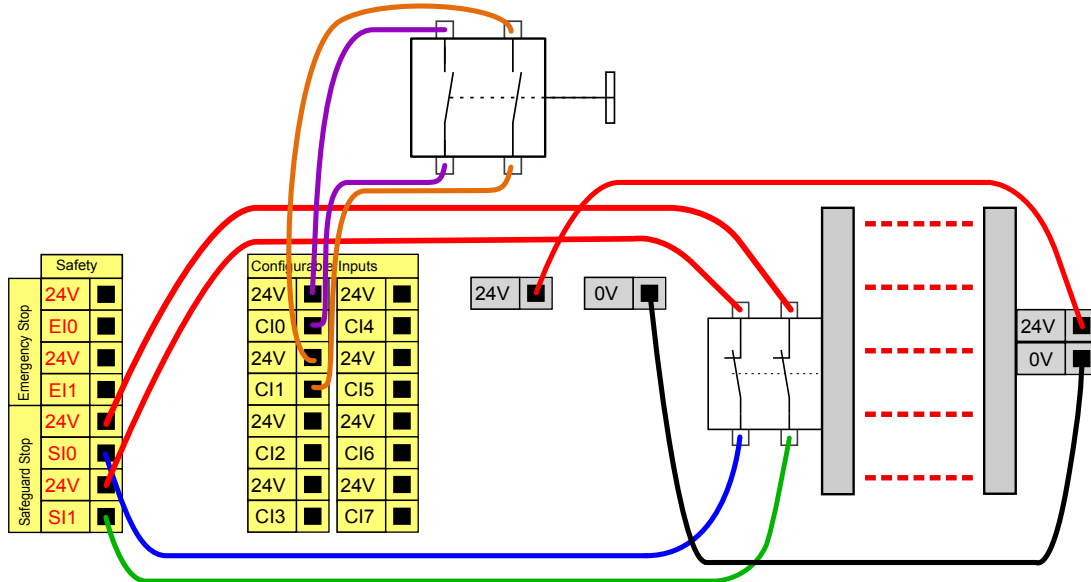 Safety
Emergency Stop
24V
EI0
24V
EI1
Safeguard Stop
24V
SI0
24V
SI1
Configurable Inputs
24V 24V
CI0 CI4
24V 24V
CI1 CI5
24V 24V
CI2 CI6
24V 24V
CI3 CI7
24V
0V
24V
0V